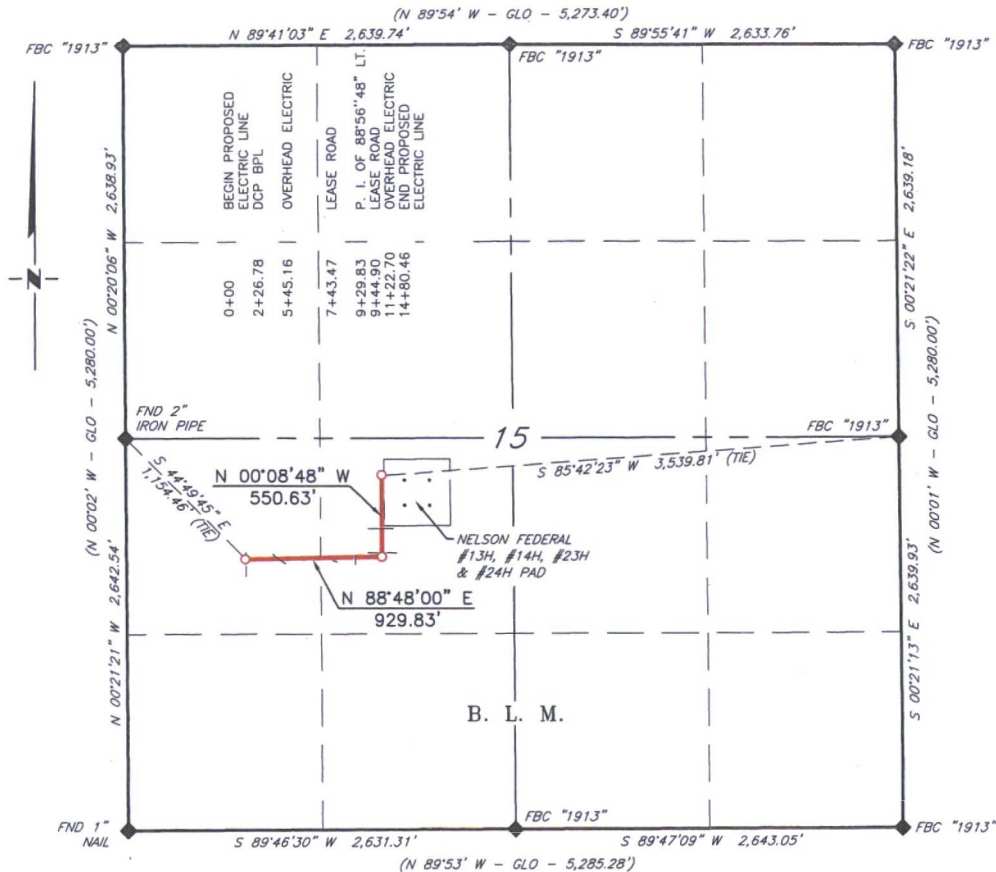 (N 89°54' W - GLO - 5,273.40')
N 89°41'03" E 2,639.74'
S 89°55'41" W 2,633.76'
FBC "1913"
FBC "1913"
FBC "1913"
0+00 BEGIN PROPOSED
ELECTRIC LINE
2+26.78 DCP BPL
5+45.16 OVERHEAD ELECTRIC
7+43.47 LEASE ROAD
9+29.83 P. I. OF 88°56'48" LT.
9+44.90 LEASE ROAD
11+22.70 OVERHEAD ELECTRIC
14+80.46 END PROPOSED
ELECTRIC LINE
N 00°20'06" W 2,638.93'
S 00°21'22" E 2,639.18'
N
(N 00°02' W - GLO - 5,280.00')
(N 00°01' W - GLO - 5,280.00')
FND 2"
IRON PIPE
15
FBC "1913"
S 85°42'23" W 3,539.81' (TIE)
S 44°49'45" E
1,154.46 (TIE)
N 00°08'48" W
550.63'
NELSON FEDERAL
#13H, #14H, #23H
& #24H PAD
N 88°48'00" E
929.83'
N 00°21'21" W 2,642.54'
S 00°21'13" E 2,639.93'
B. L. M.
FND 1"
NAIL
FBC "1913"
FBC "1913"
S 89°46'30" W 2,631.31'
S 89°47'09" W 2,643.05'
(N 89°53' W - GLO - 5,285.28')